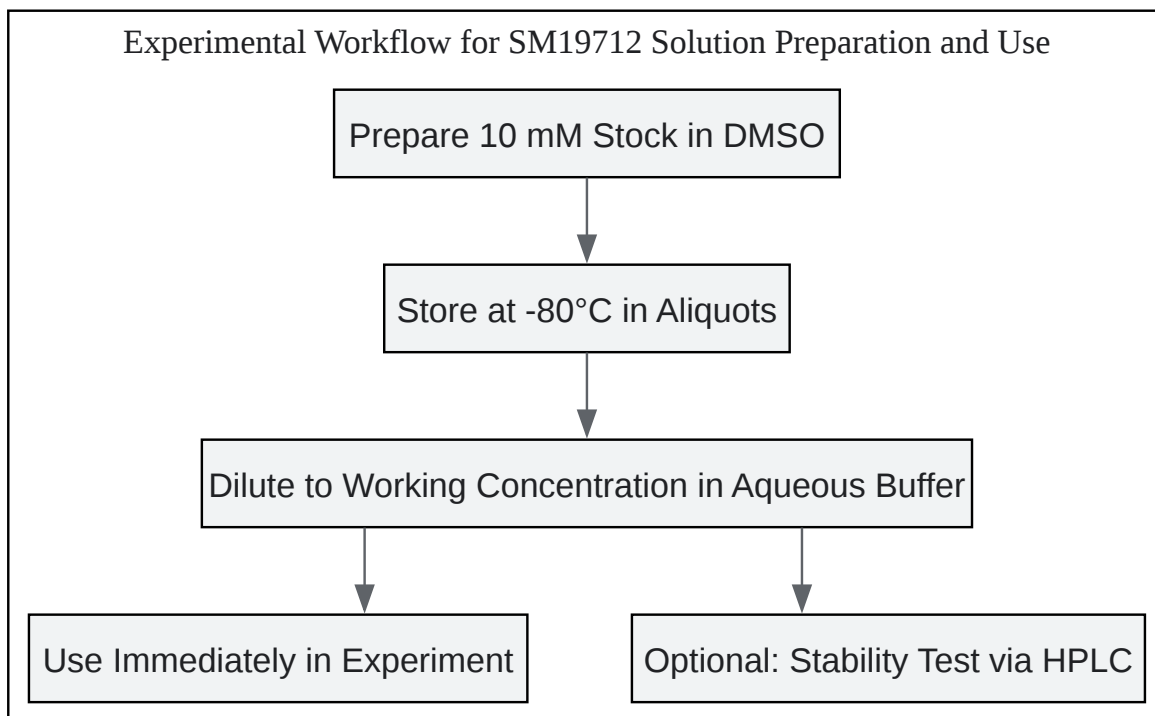 Experimental Workflow for SM19712 Solution Preparation and Use
Prepare 10 mM Stock in DMSO
Store at -80°C in Aliquots
Dilute to Working Concentration in Aqueous Buffer
Use Immediately in Experiment
Optional: Stability Test via HPLC